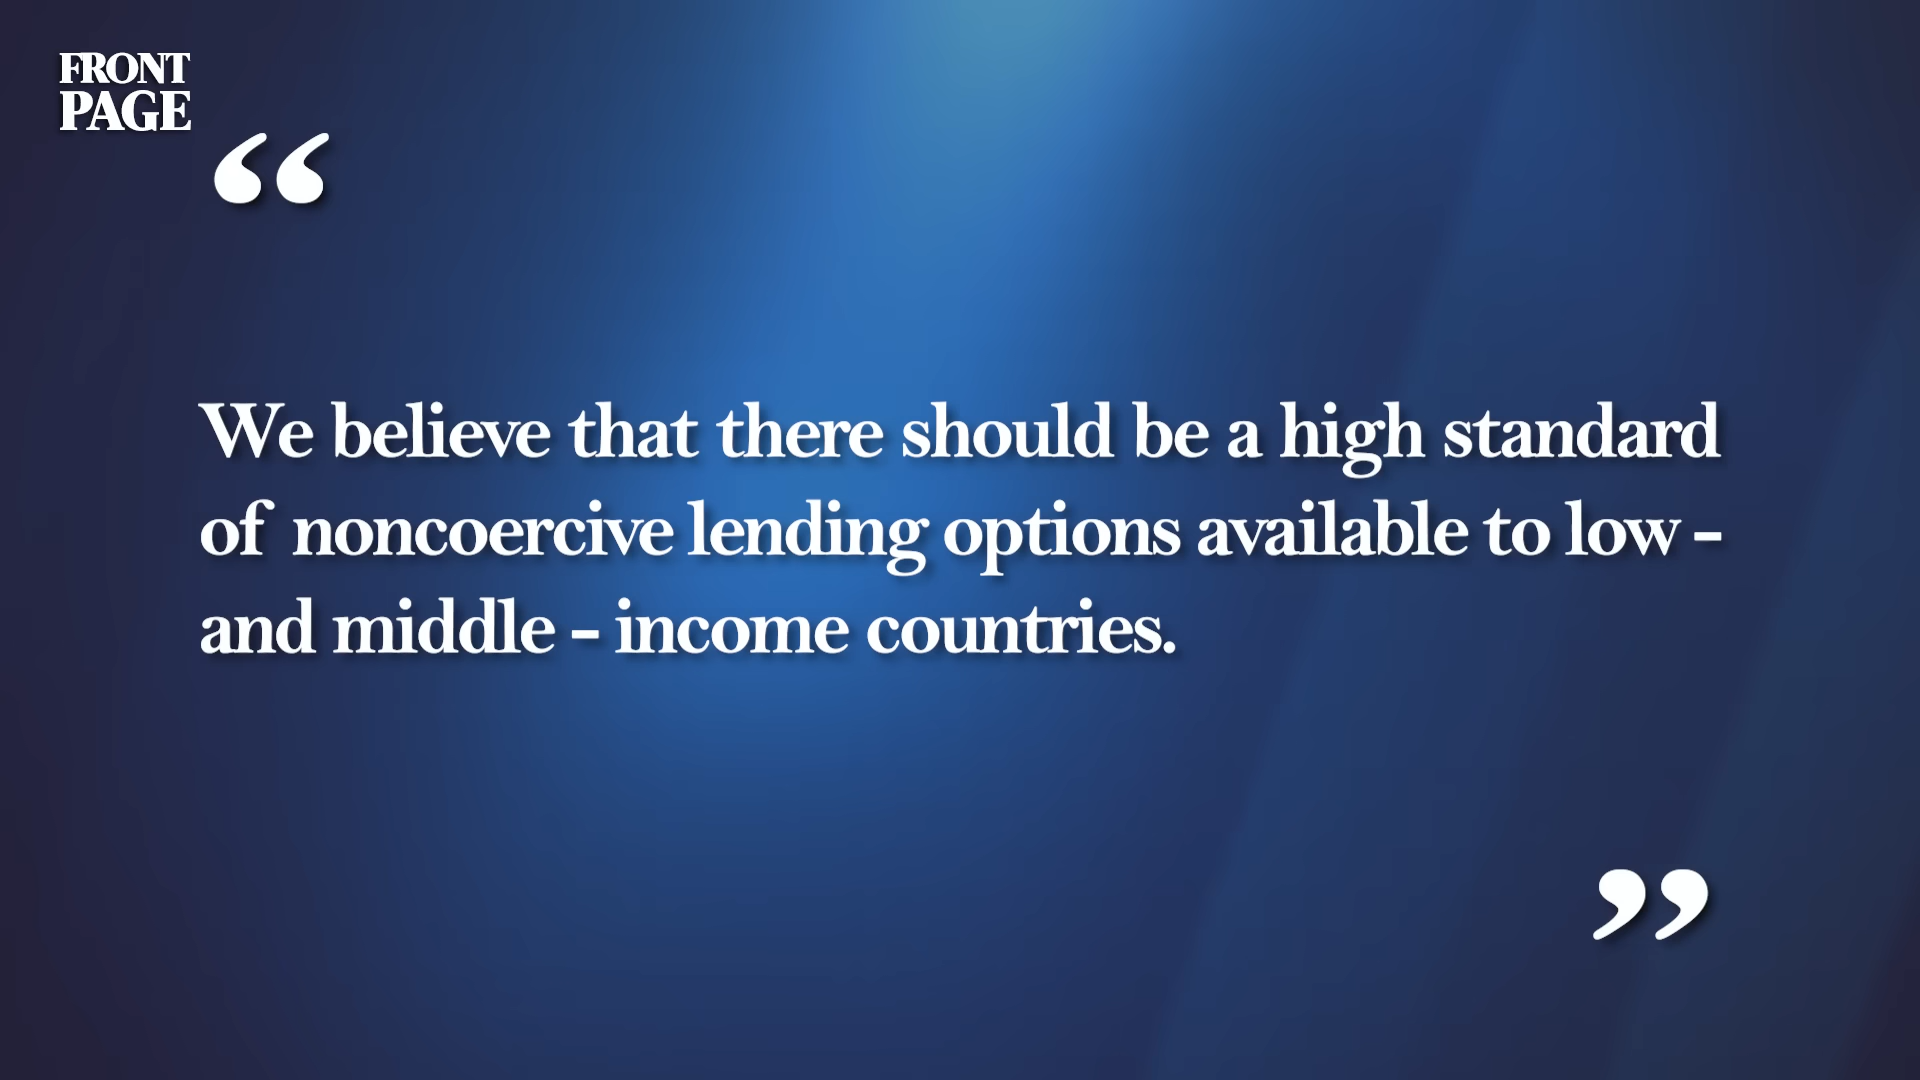 FRONT
PAGE
“
We believe that there should be a high standard
of noncoercive lending options available to low -
and middle - income countries.
”